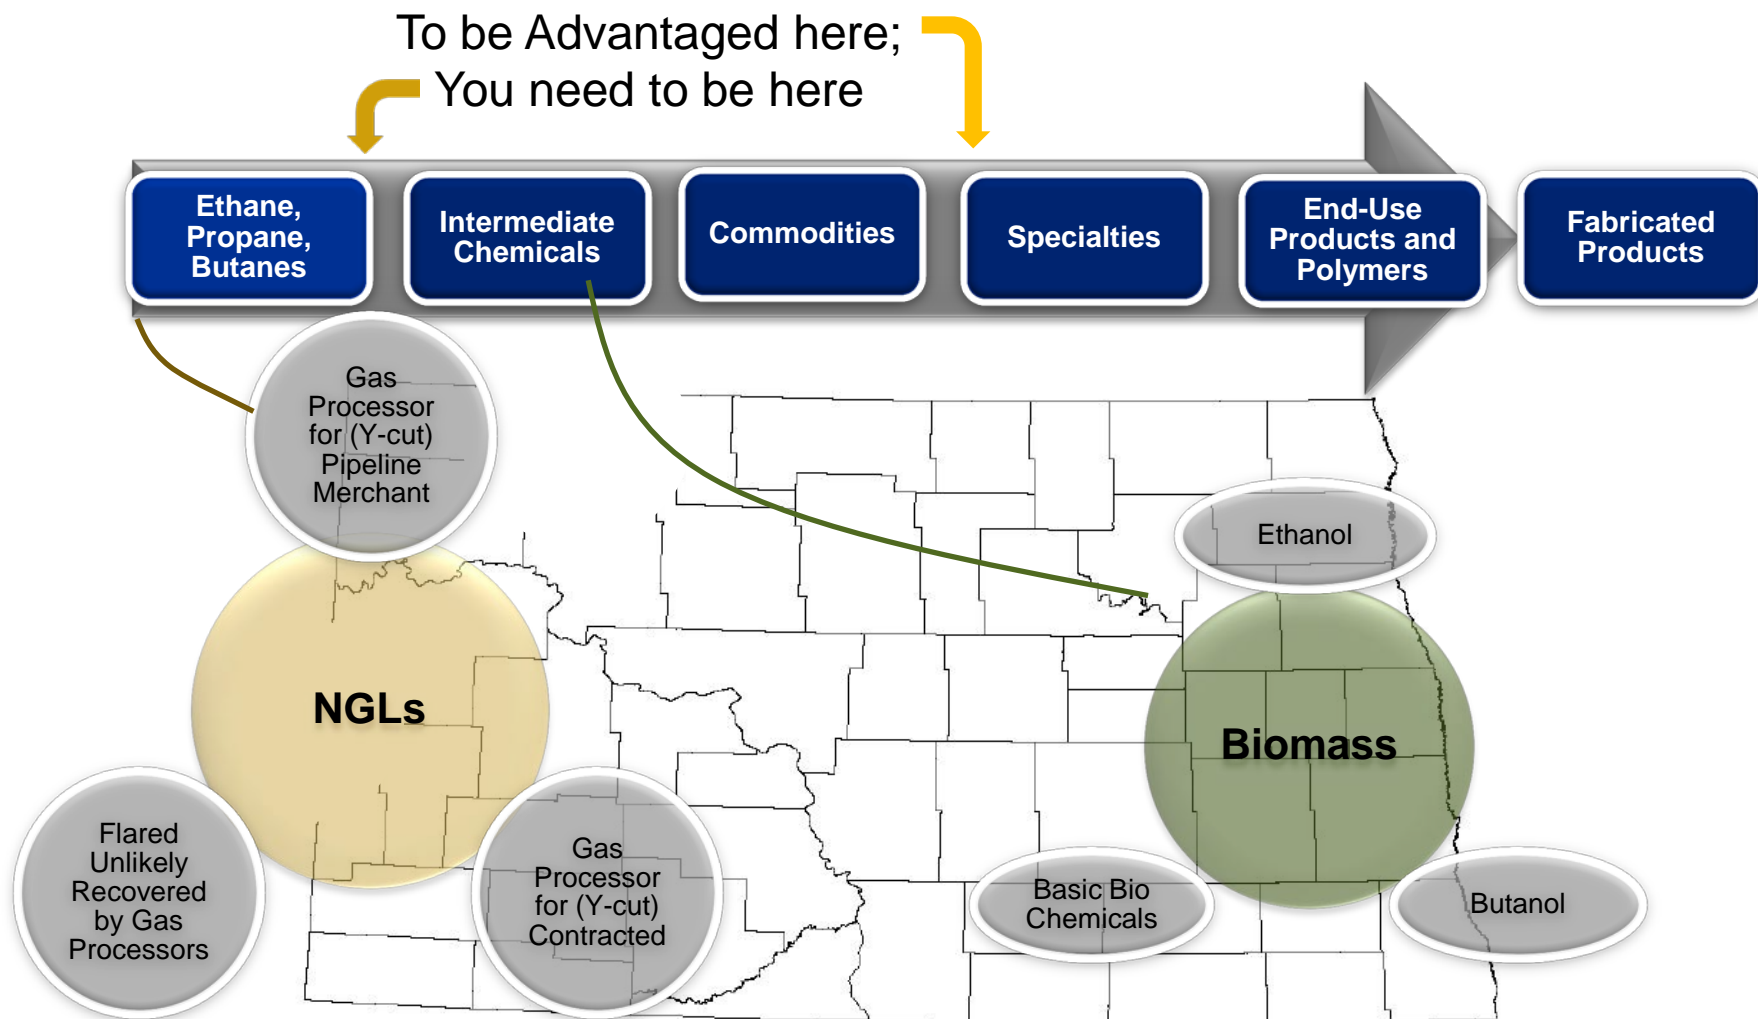 To be Advantaged here;
You need to be here
Ethane,
Propane,
Butanes
Intermediate
Chemicals
Commodities
Specialties
End-Use
Products and
Polymers
Fabricated
Products
Gas
Processor
for (Y-cut)
Pipeline
Merchant
NGLs
Flared
Unlikely
Recovered
by Gas
Processors
Gas
Processor
for (Y-cut)
Contracted
Ethanol
Biomass
Basic Bio
Chemicals
Butanol